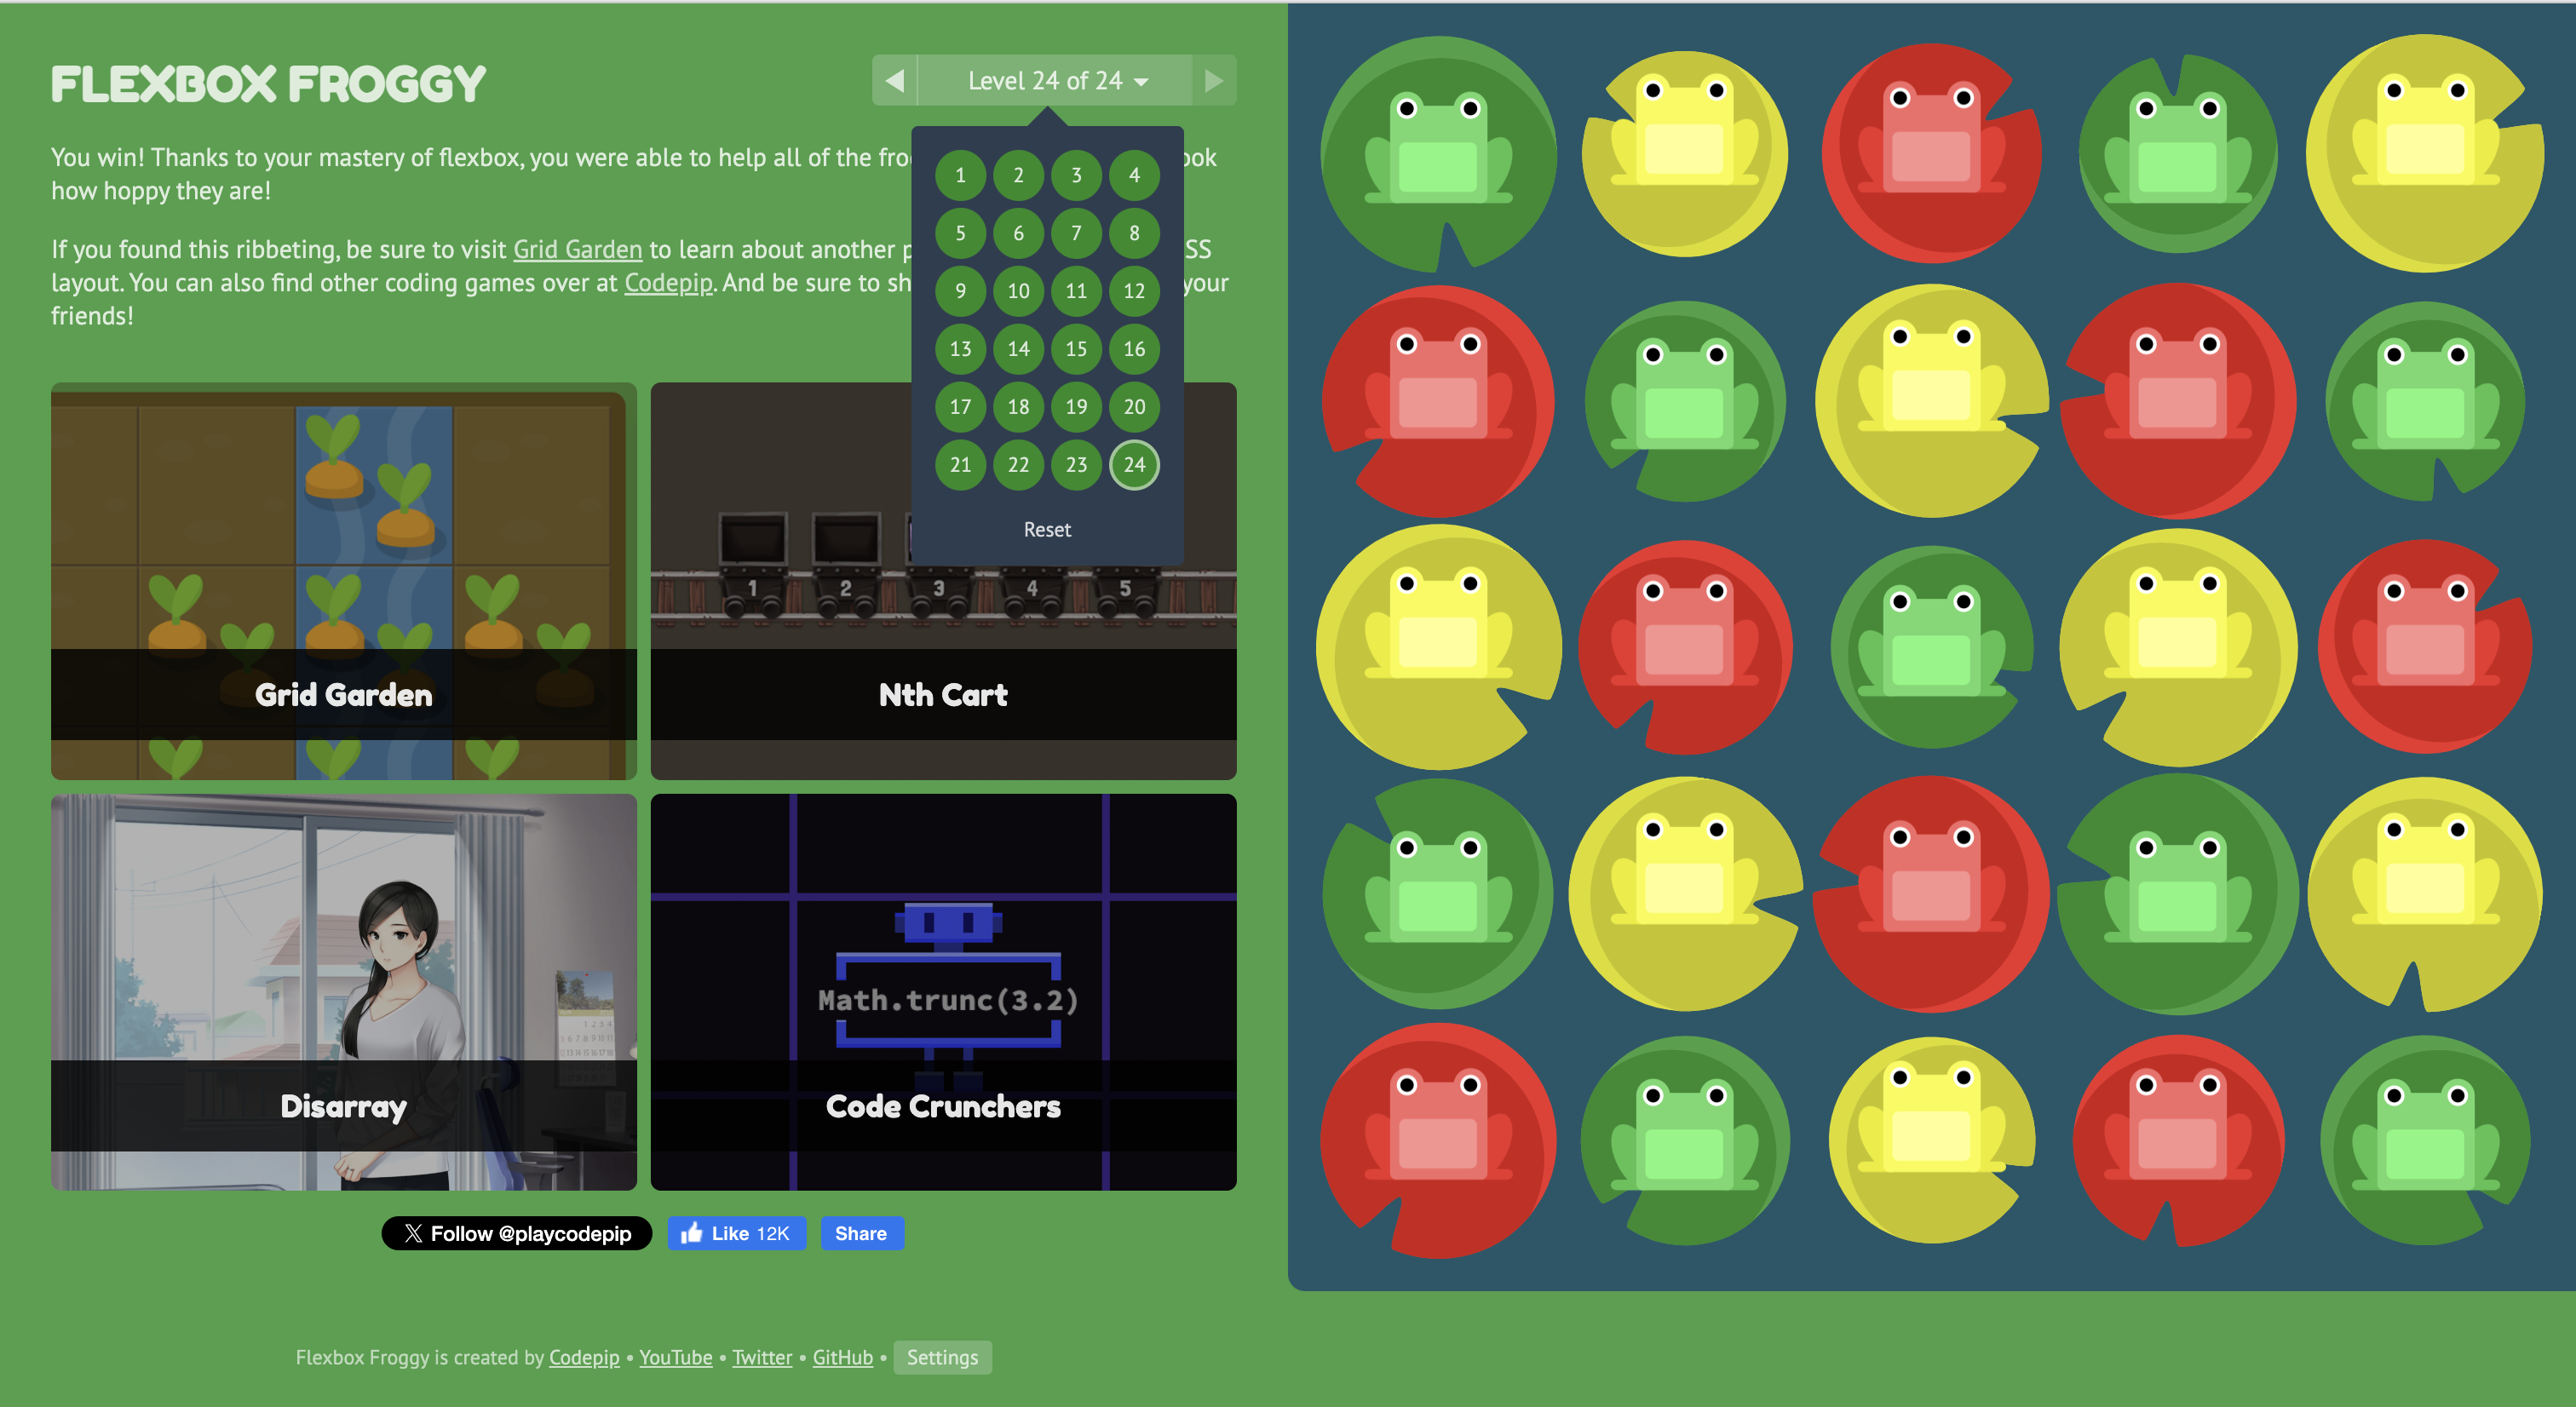 FLEXBOX FROGGY
Level 24 of 24
You win! Thanks to your mastery of flexbox, you were able to help all of the
how hoppy they are!
If you found this ribbeting, be sure to visit Grid Garden to learn about another
layout. You can also find other coding games over at Codepip. And be sure to your
friends!
1 2 3 4
5 6 7 8
9 10 11 12
13 14 15 16
17 18 19 20
21 22 23 24
Reset
1 2 3 4 5
Grid Garden
Nth Cart
Math.trunc(3.2)
Disarray
Code Crunchers
Follow @playcodepip
Like 12K
Share
Flexbox Froggy is created by Codepip • YouTube • Twitter • GitHub • Settings